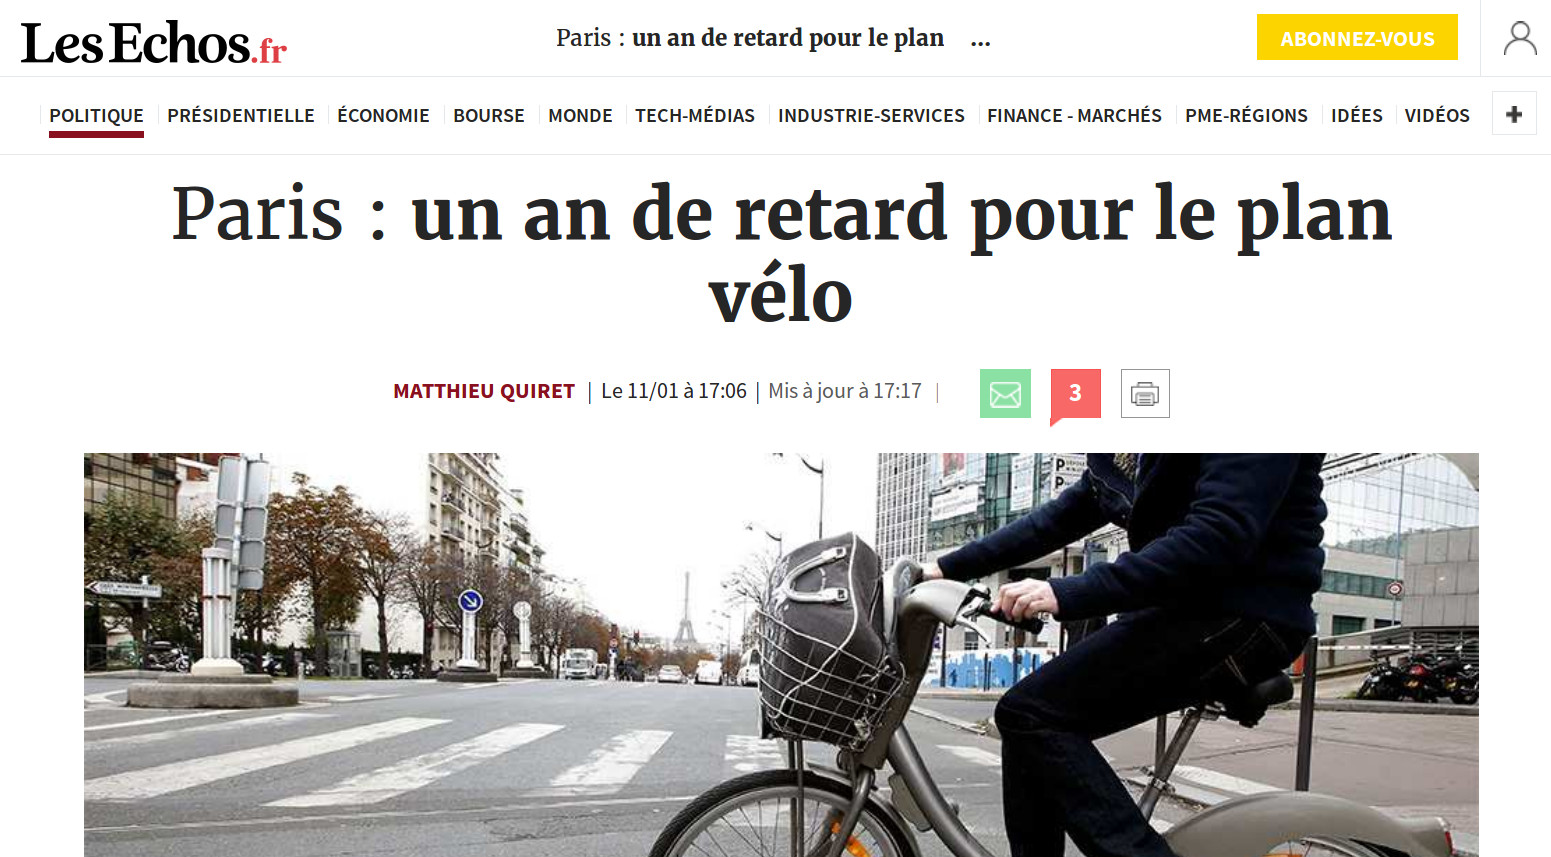 LesEchos.fr
Paris : un an de retard pour le plan ...
ABONNEZ-VOUS
POLITIQUE PRÉSIDENTIELLE ÉCONOMIE BOURSE MONDE TECH-MÉDIAS INDUSTRIE-SERVICES FINANCE - MARCHÉS PME-RÉGIONS IDÉES VIDÉOS
Paris : un an de retard pour le plan
vélo
MATTHIEU QUIRET | Le 11/01 à 17:06 | Mis à jour à 17:17 |
3
P
P